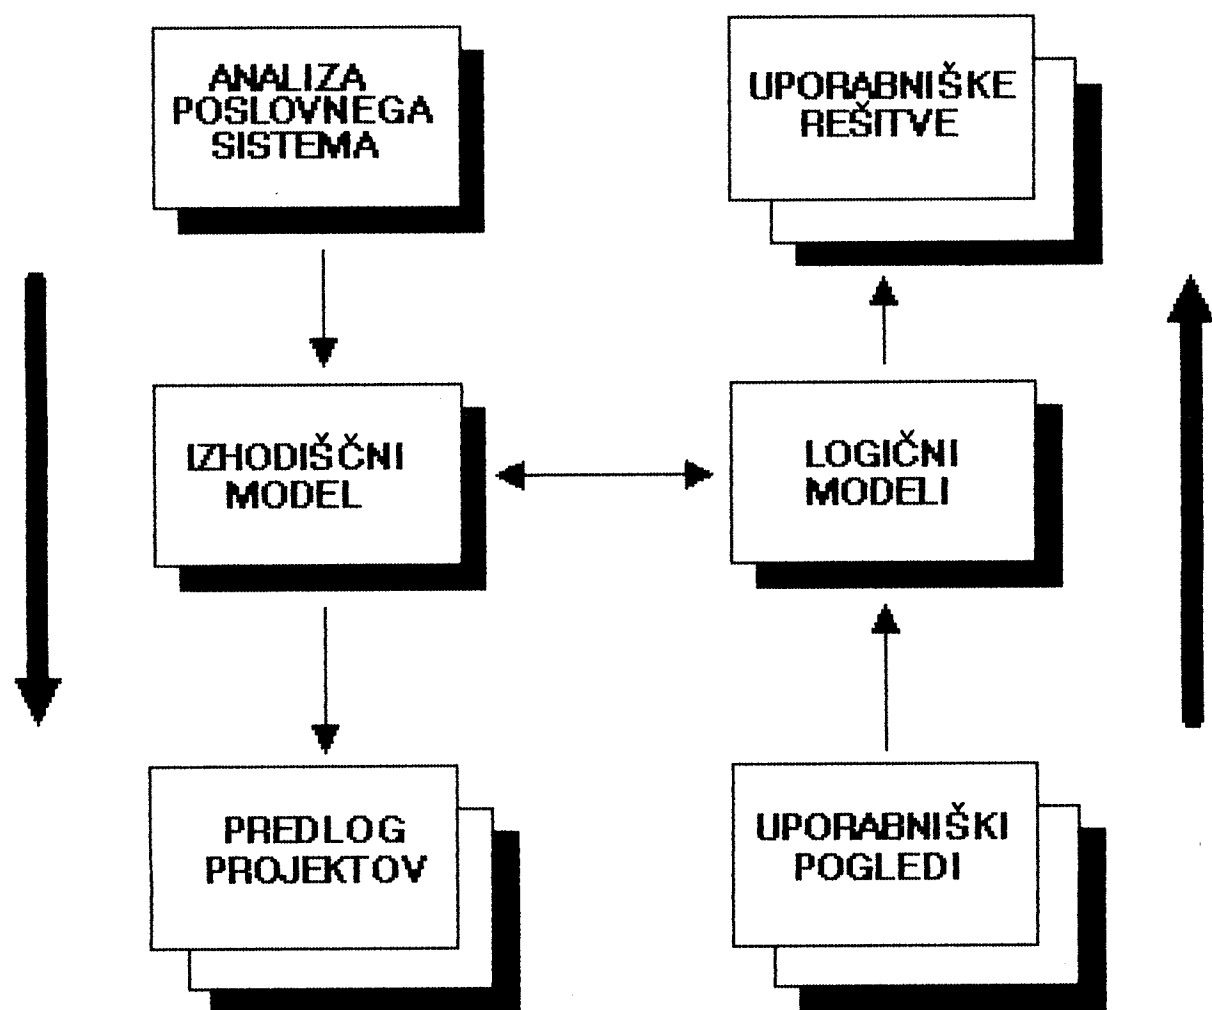 ANALIZA
POSLOVNEGA
SISTEMA
UPORABNIŠKE
REŠITVE
IZHODIŠČNI
MODEL
LOGIČNI
MODELI
PREDLOG
PROJEKTOV
UPORABNIŠKI
POGLEDI